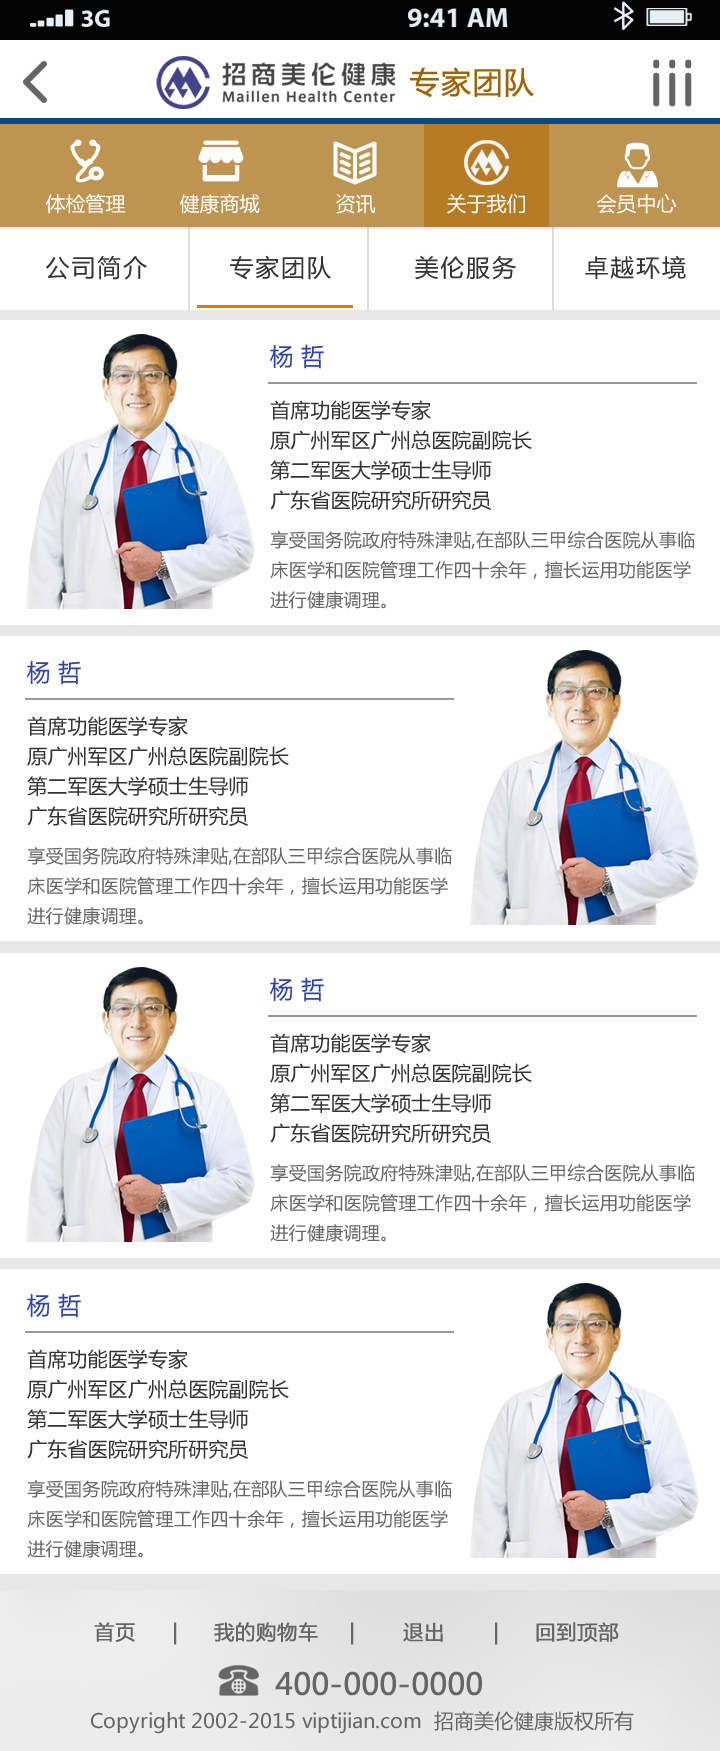 3G 9:41 AM
招商美伦健康 专家团队
Maillen Health Center
体检管理 健康商城 资讯 关于我们 会员中心
公司简介 专家团队 美伦服务 卓越环境
杨 哲
首席功能医学专家
原广州军区广州总医院副院长
第二军医大学硕士生导师
广东省医院研究所研究员
享受国务院政府特殊津贴,在部队三甲综合医院从事临
床医学和医院管理工作四十余年，擅长运用功能医学
进行健康调理。
杨 哲
首席功能医学专家
原广州军区广州总医院副院长
第二军医大学硕士生导师
广东省医院研究所研究员
享受国务院政府特殊津贴,在部队三甲综合医院从事临
床医学和医院管理工作四十余年，擅长运用功能医学
进行健康调理。
杨 哲
首席功能医学专家
原广州军区广州总医院副院长
第二军医大学硕士生导师
广东省医院研究所研究员
享受国务院政府特殊津贴,在部队三甲综合医院从事临
床医学和医院管理工作四十余年，擅长运用功能医学
进行健康调理。
杨 哲
首席功能医学专家
原广州军区广州总医院副院长
第二军医大学硕士生导师
广东省医院研究所研究员
享受国务院政府特殊津贴,在部队三甲综合医院从事临
床医学和医院管理工作四十余年，擅长运用功能医学
进行健康调理。
首页 | 我的购物车 | 退出 | 回到顶部
400-000-0000
Copyright 2002-2015 viptijian.com 招商美伦健康版权所有